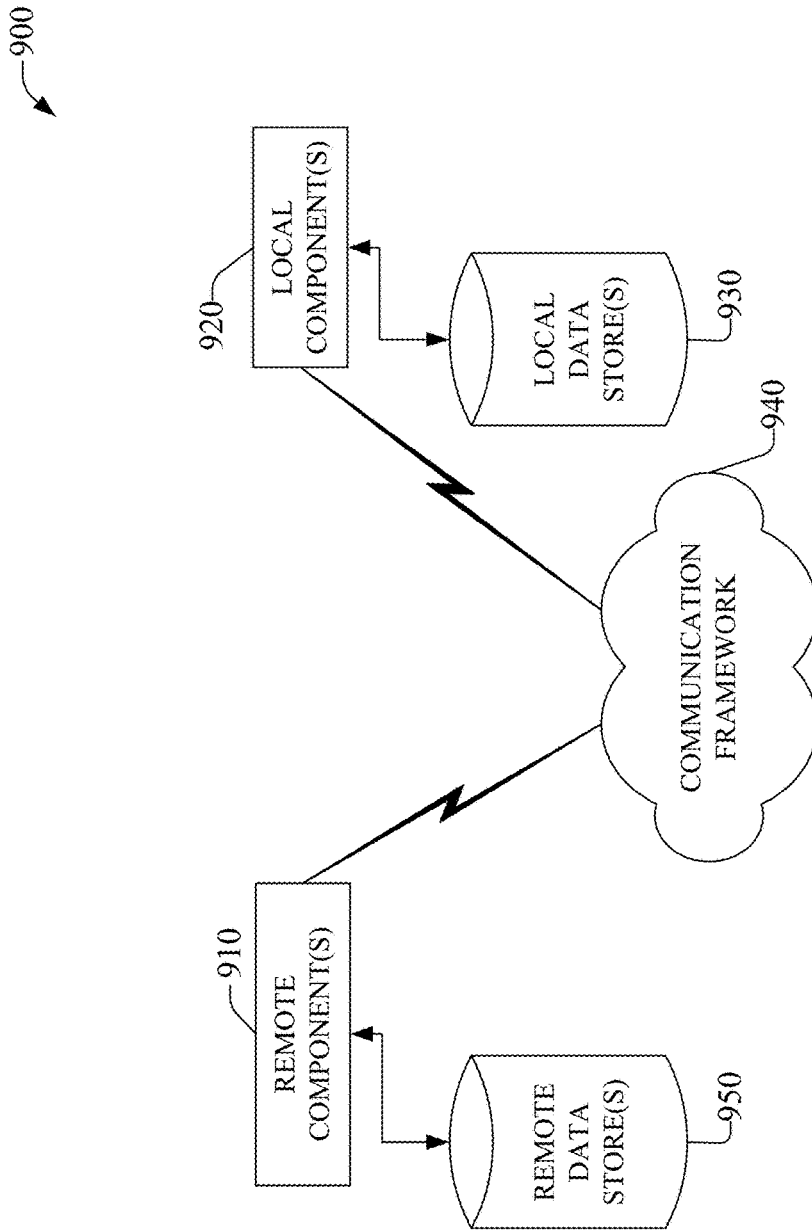 900
910
REMOTE
COMPONENT(S)
920
LOCAL
COMPONENT(S)
REMOTE
DATA
STORE(S)
950
COMMUNICATION
FRAMEWORK
940
LOCAL
DATA
STORE(S)
930